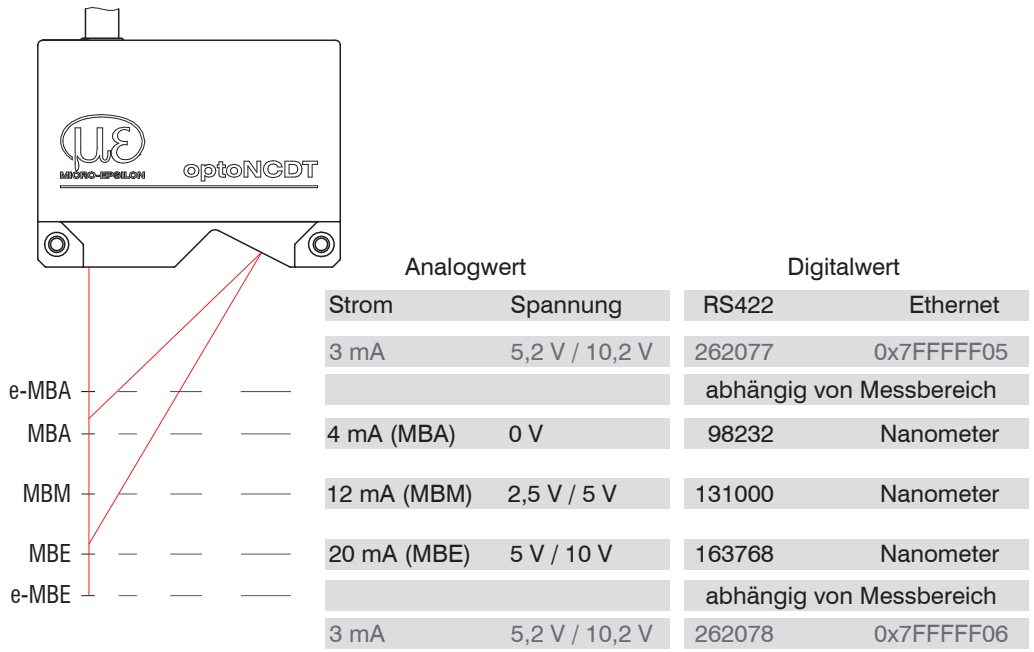 με
MICRO-EPSILON
optoNCDT
Analogwert Digitalwert
Strom Spannung RS422 Ethernet
3 mA 5,2 V / 10,2 V 262077 0x7FFFFF05
e-MBA abhängig von Messbereich
MBA 4 mA (MBA) 0 V 98232 Nanometer
MBM 12 mA (MBM) 2,5 V / 5 V 131000 Nanometer
MBE 20 mA (MBE) 5 V / 10 V 163768 Nanometer
e-MBE abhängig von Messbereich
3 mA 5,2 V / 10,2 V 262078 0x7FFFFF06